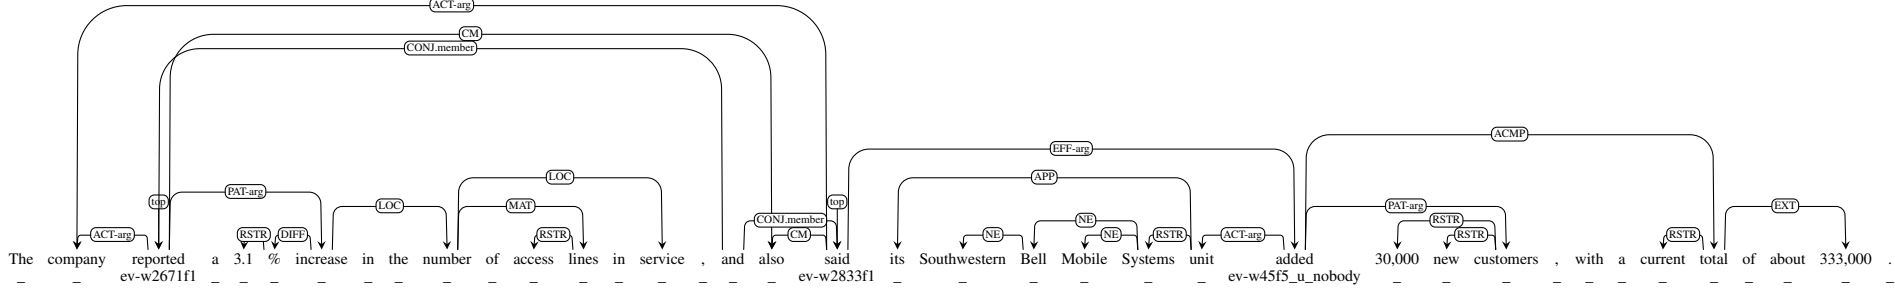 ACT-arg
CM
CONJ.member
ACMP
EFF-arg
LOC APP
PAT-arg
top LOC MAT top PAT-arg EXT
CONJ.member NE RSTR
ACT-arg RSTR DIFF RSTR CM NE NE RSTR ACT-arg RSTR RSTR
The company reported a 3.1 % increase in the number of access lines in service , and also said its Southwestern Bell Mobile Systems unit added 30,000 new customers , with a current total of about 333,000 .
_ _ ev-w2671f1 _ _ _ _ _ _ _ _ _ _ _ _ _ _ _ ev-w2833f1 _ _ _ _ _ _ ev-w45f5_u_nobody _ _ _ _ _ _ _ _ _ _ _ _